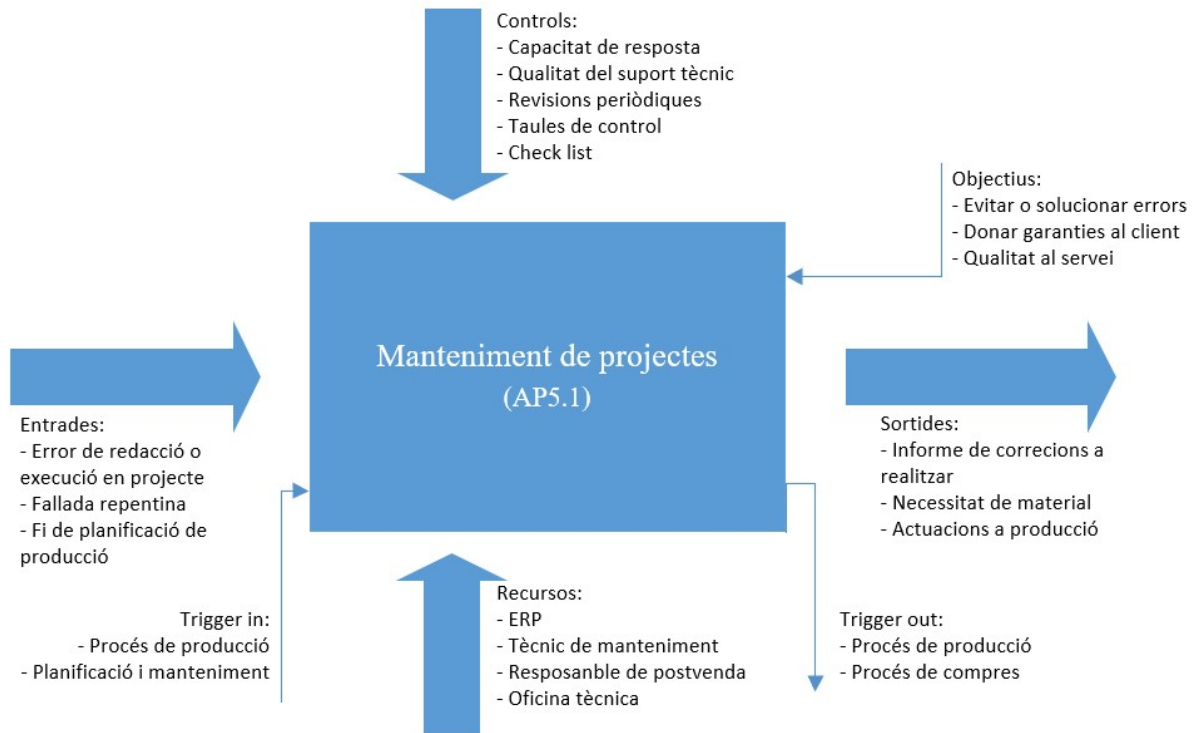 Controls:
- Capacitat de resposta
- Qualitat del suport tècnic
- Revisions periòdiques
- Taules de control
- Check list
Objectius:
- Evitar o solucionar errors
- Donar garanties al client
- Qualitat al servei
Manteniment de projectes
(AP5.1)
Entrades:
- Error de redacció o
execució en projecte
- Fallada repentina
- Fi de planificació de
producció
Sortides:
- Informe de correcions a
realitzar
- Necessitat de material
- Actuacions a producció
Trigger in:
- Procés de producció
- Planificació i manteniment
Recursos:
- ERP
- Tècnic de manteniment
- Resposanble de postvenda
- Oficina tècnica
Trigger out:
- Procés de producció
- Procés de compres